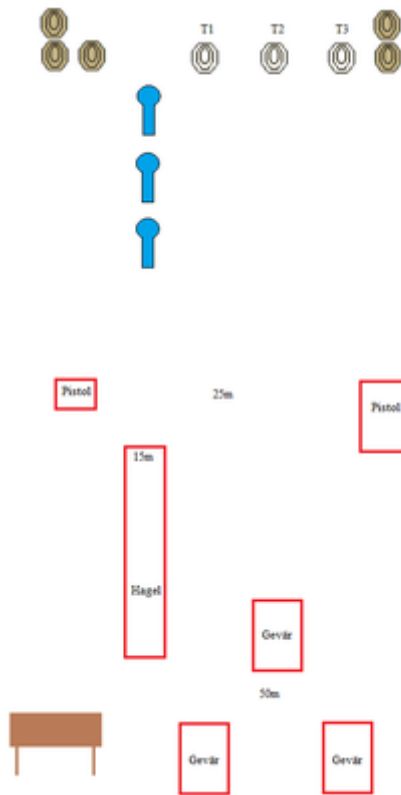 T1
T2
T3
Pistol
25m
Pistol
15m
Hagel
Gevär
50m
Gevär
Gevär